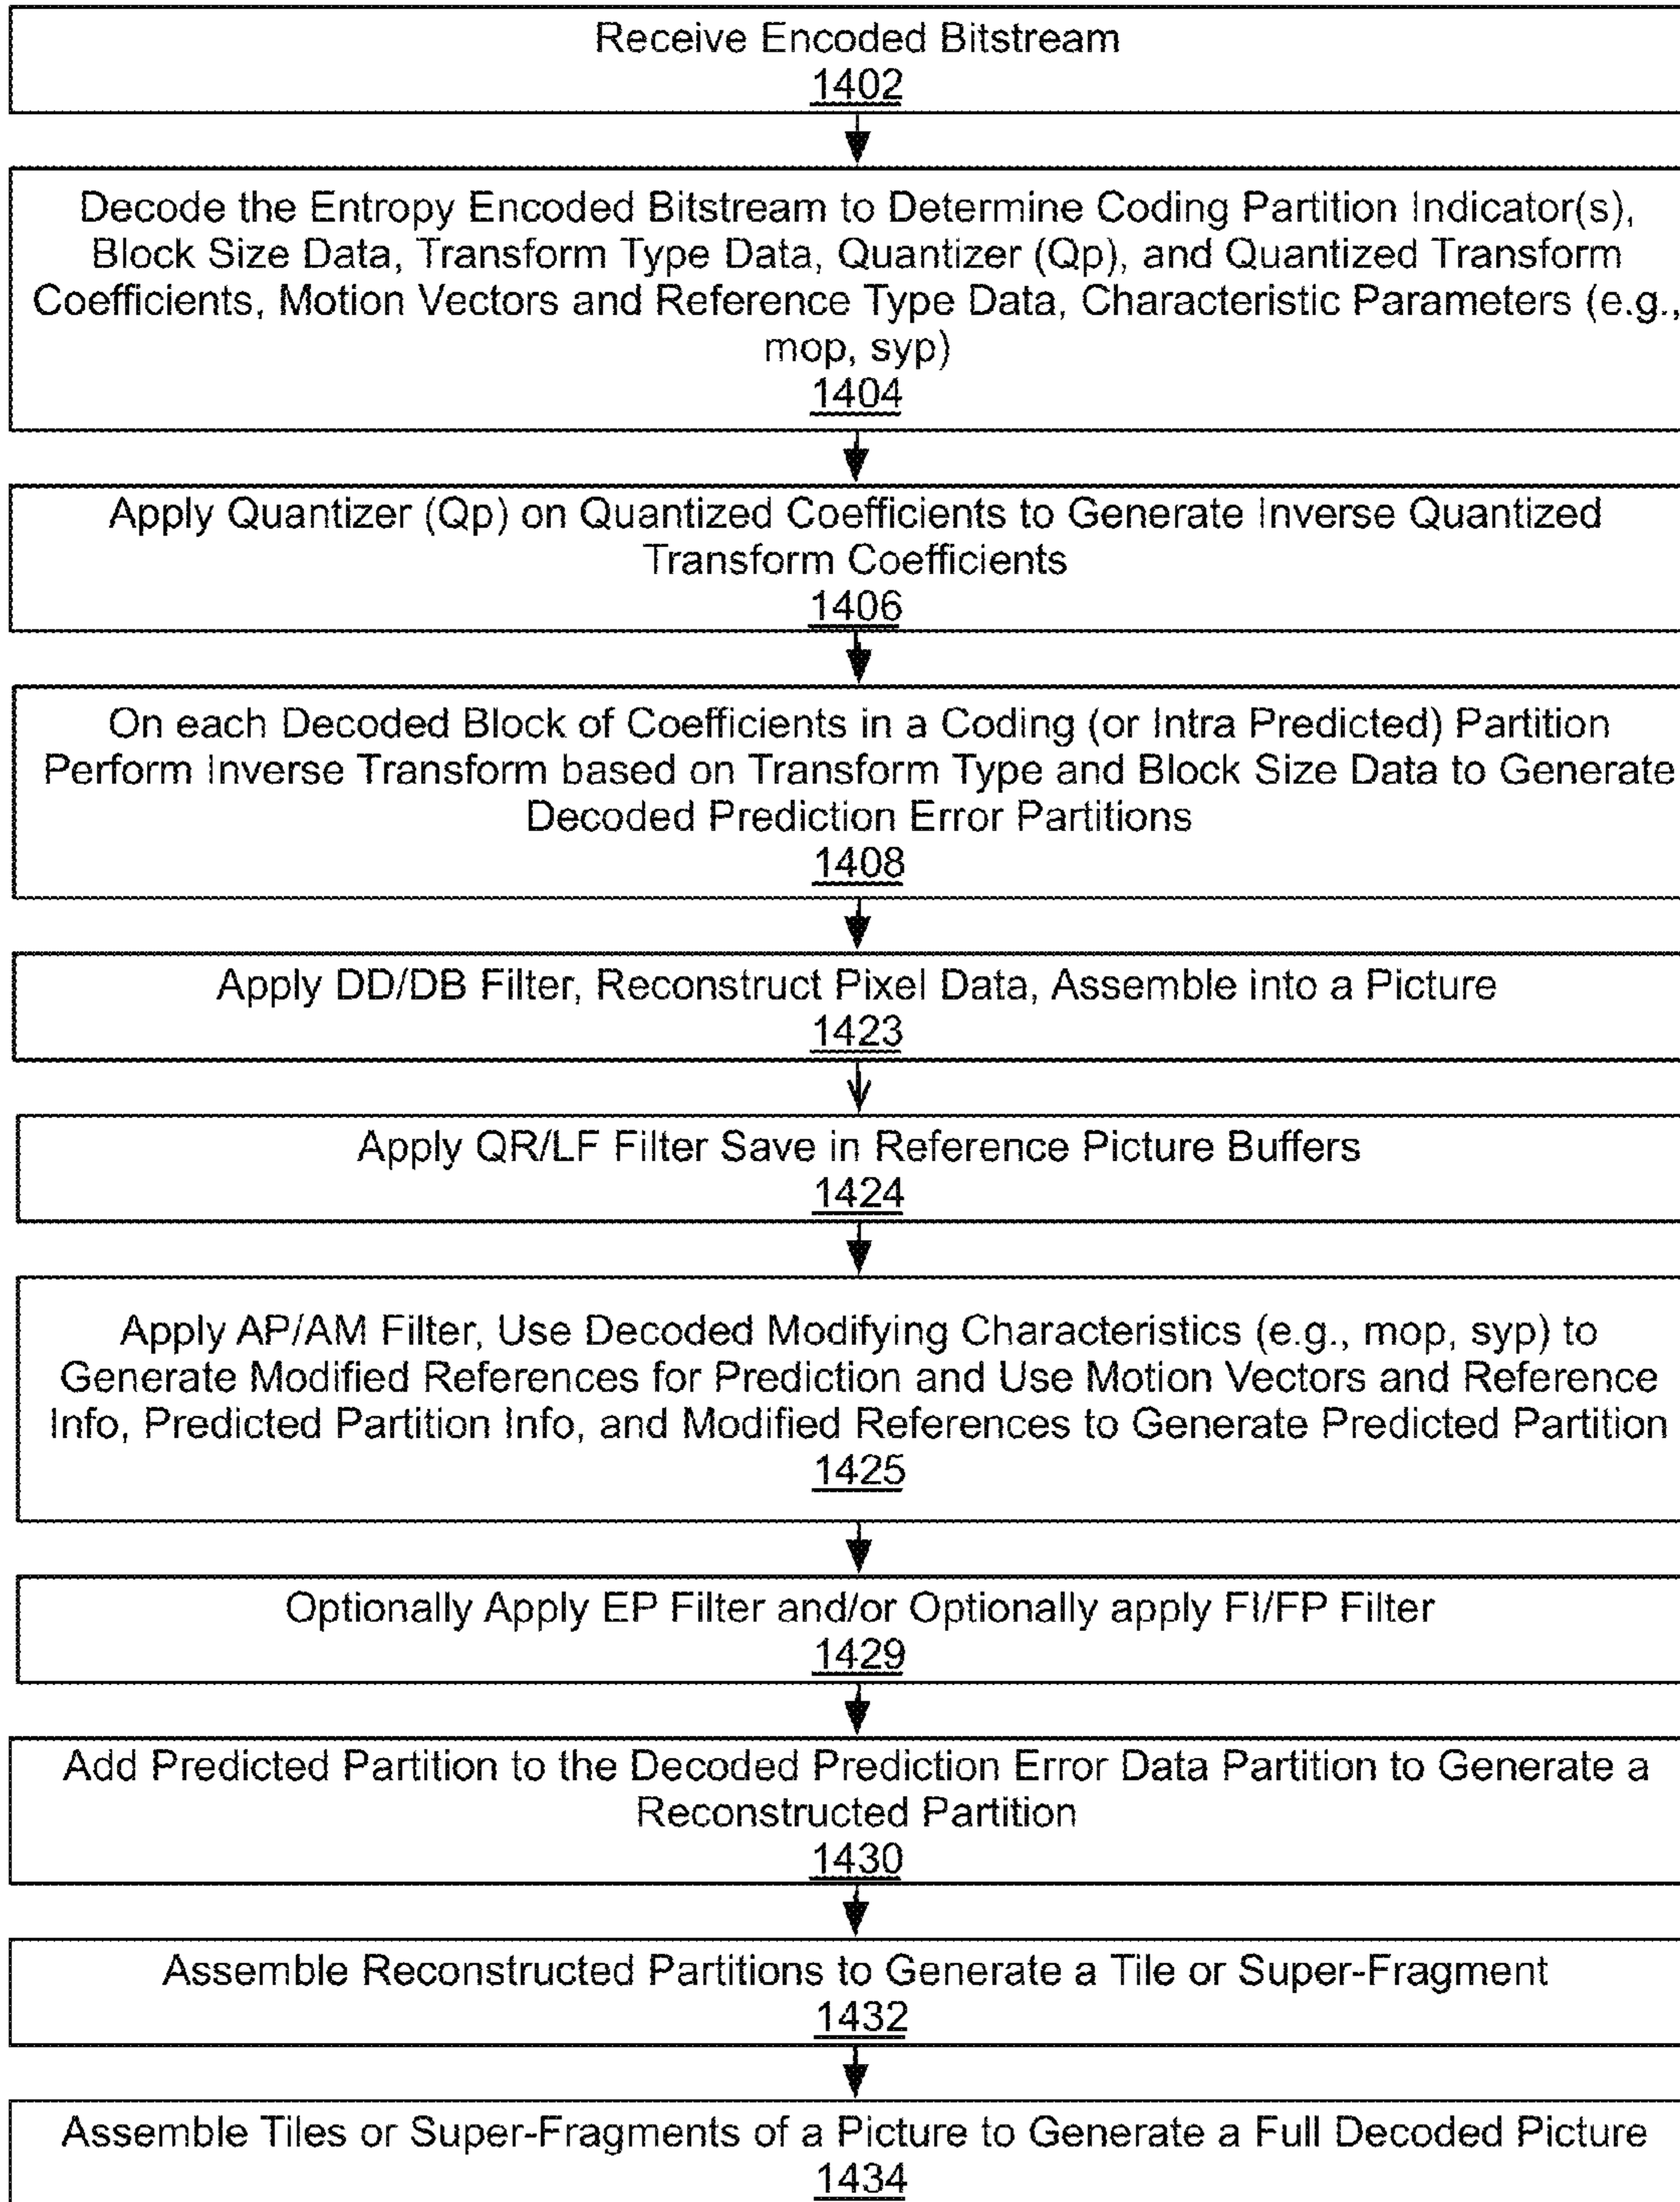 Receive Encoded Bitstream
1402
Decode the Entropy Encoded Bitstream to Determine Coding Partition Indicator(s),
Block Size Data, Transform Type Data, Quantizer (Qp), and Quantized Transform
Coefficients, Motion Vectors and Reference Type Data, Characteristic Parameters (e.g.,
mop, syp)
1404
Apply Quantizer (Qp) on Quantized Coefficients to Generate Inverse Quantized
Transform Coefficients
1406
On each Decoded Block of Coefficients in a Coding (or Intra Predicted) Partition
Perform Inverse Transform based on Transform Type and Block Size Data to Generate
Decoded Prediction Error Partitions
1408
Apply DD/DB Filter, Reconstruct Pixel Data, Assemble into a Picture
1423
Apply QR/LF Filter Save in Reference Picture Buffers
1424
Apply AP/AM Filter, Use Decoded Modifying Characteristics (e.g., mop, syp) to
Generate Modified References for Prediction and Use Motion Vectors and Reference
Info, Predicted Partition Info, and Modified References to Generate Predicted Partition
1425
Optionally Apply EP Filter and/or Optionally apply FI/FP Filter
1429
Add Predicted Partition to the Decoded Prediction Error Data Partition to Generate a
Reconstructed Partition
1430
Assemble Reconstructed Partitions to Generate a Tile or Super-Fragment
1432
Assemble Tiles or Super-Fragments of a Picture to Generate a Full Decoded Picture
1434